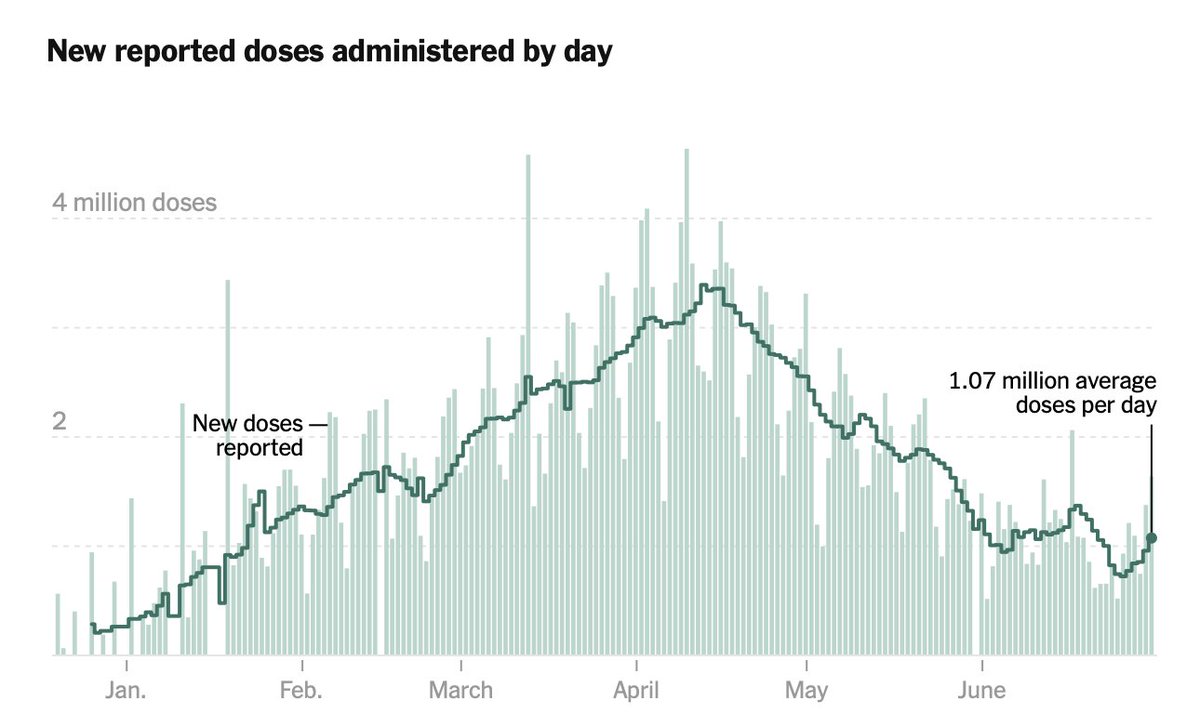 New reported doses administered by day
4 million doses
1.07 million average
doses per day
2
New doses
reported
Jan.
Feb.
March
April
May
June